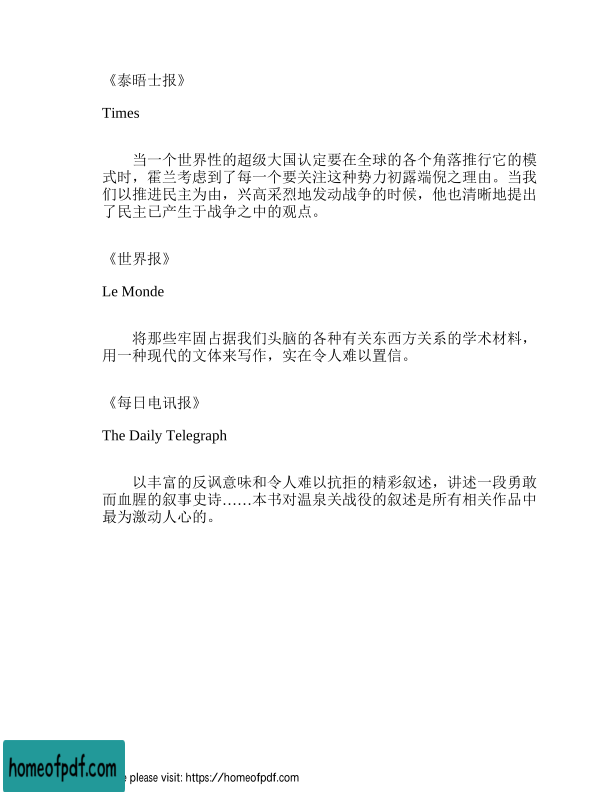 《泰晤士报》
Times
当一个世界性的超级大国认定要在全球的各个角落推行它的模
式时，霍兰考虑到了每一个要关注这种势力初露端倪之理由。当我
们以推进民主为由，兴高采烈地发动战争的时候，他也清晰地提出
了民主已产生于战争之中的观点。
《世界报》
Le Monde
将那些牢固占据我们头脑的各种有关东西方关系的学术材料，
用一种现代的文体来写作，实在令人难以置信。
《每日电讯报》
The Daily Telegraph
以丰富的反讽意味和令人难以抗拒的精彩叙述，讲述一段勇敢
而血腥的叙事史诗……本书对温泉关战役的叙述是所有相关作品中
最为激动人心的。
homeofpdf.com
please visit: https://homeofpdf.com